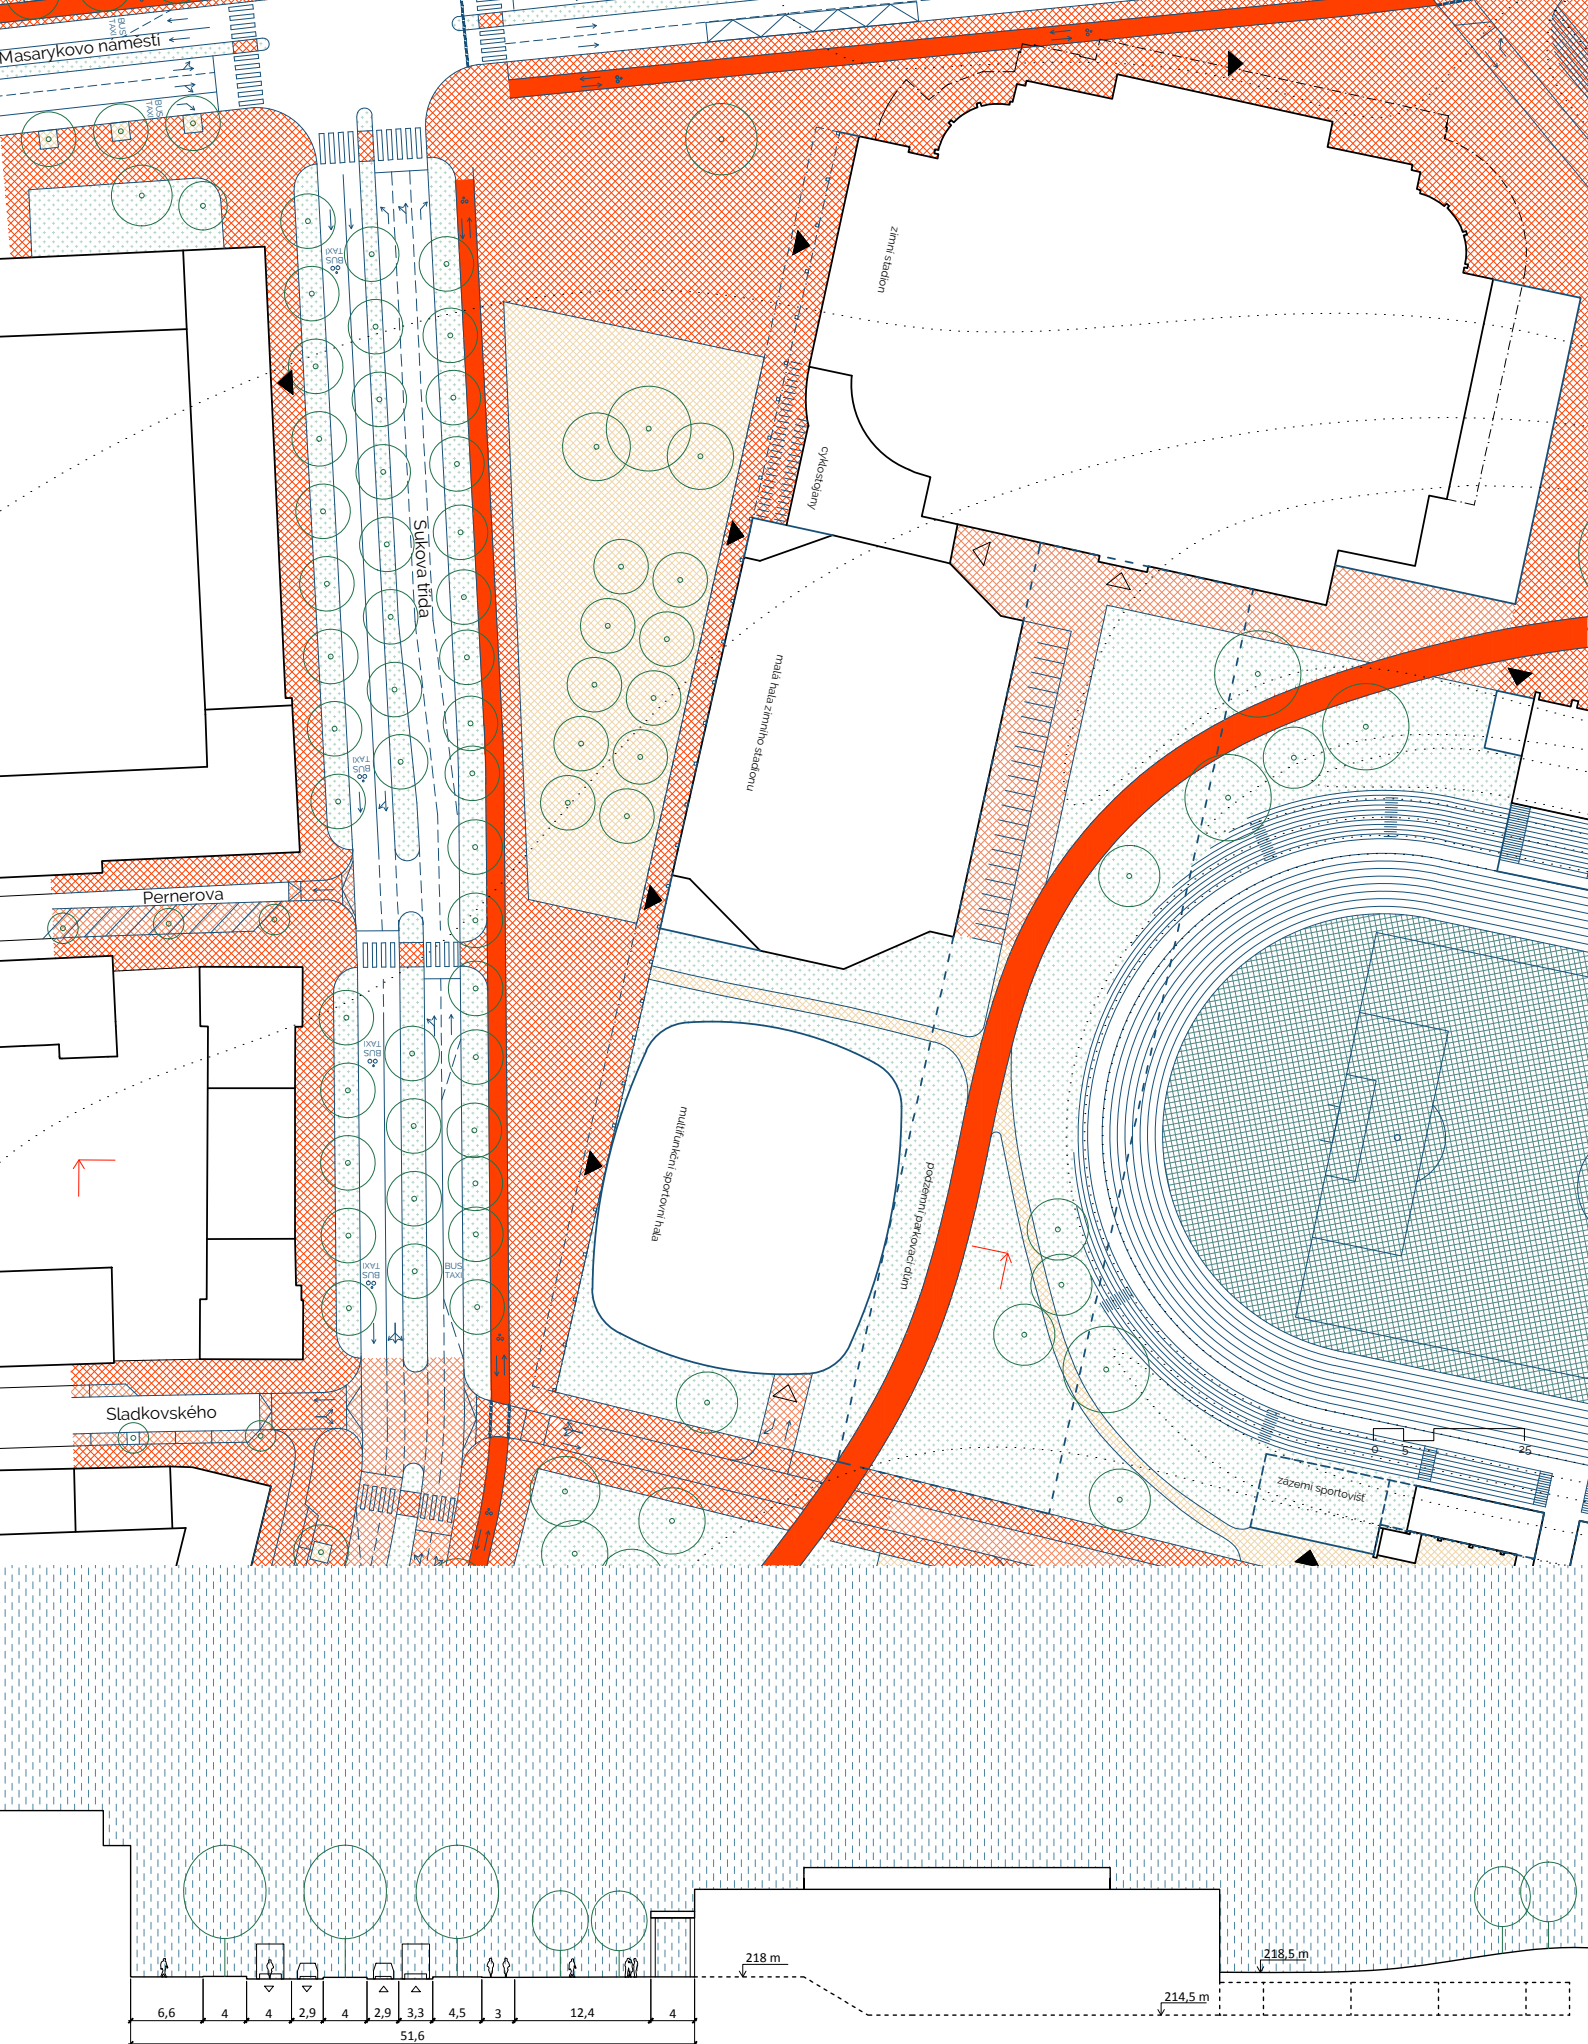 BUS
TAXI
Masarykovo náměstí
BUS
TAXI
zimní stadion
BUS
TAXI
cyklostojany
Sukova třída
malá hala zimního stadionu
BUS
TAXI
Pernerova
BUS
TAXI
multifunkční sportovní hala
podzemní parkovací dům
BUS
TAXI
BUS
TAXI
Sladkovského
0 5 25
zázemí sportovišť
218 m
218,5 m
214,5 m
6,6 4 4 2,9 4 2,9 3,3 4,5 3 12,4 4
51,6